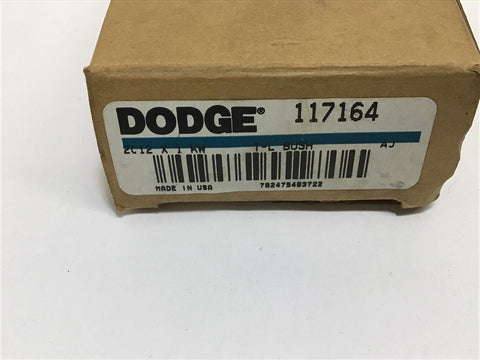 DODGE® 117164
2012 X 1 KW T-L BUSH AJ
MADE IN USA 782475483722